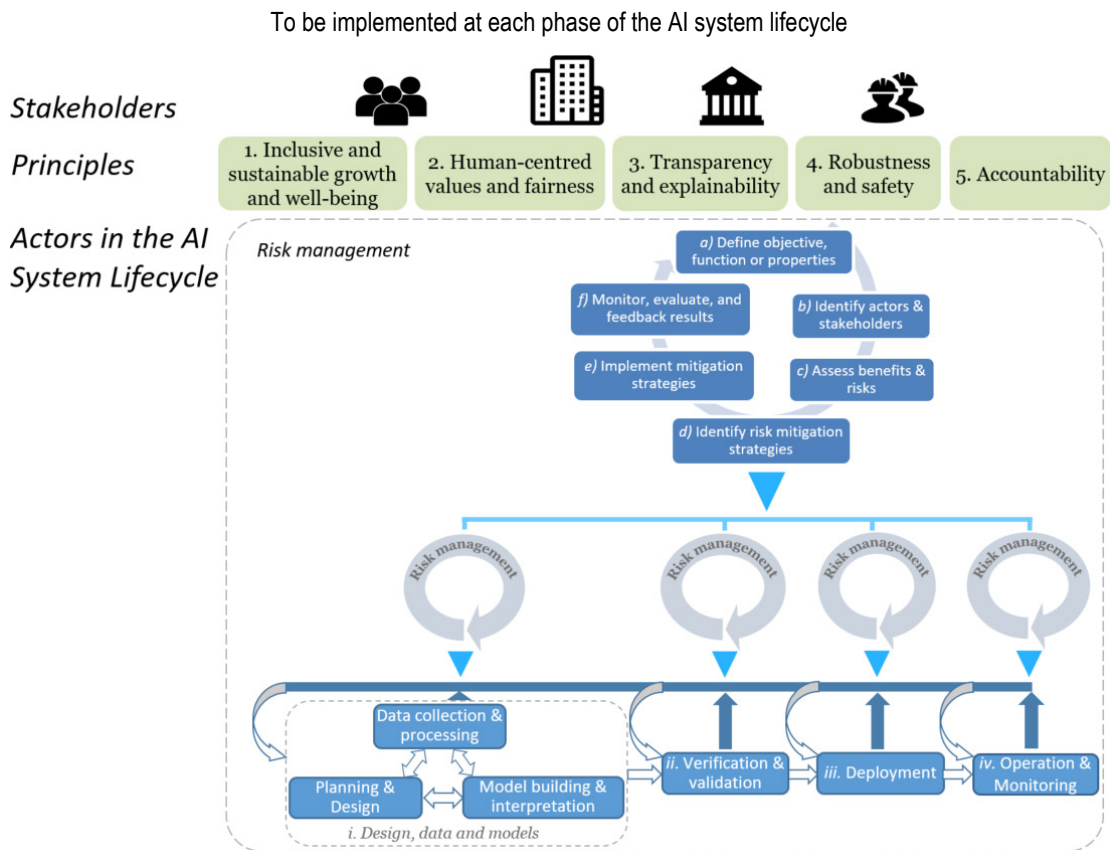 To be implemented at each phase of the AI system lifecycle
Stakeholders
Principles
1. Inclusive and
sustainable growth
and well-being
2. Human-centred
values and fairness
3. Transparency
and explainability
4. Robustness
and safety
5. Accountability
Actors in the AI
System Lifecycle
Risk management
a) Define objective,
function or properties
f) Monitor, evaluate, and
feedback results
b) Identify actors &
stakeholders
e) Implement mitigation
strategies
c) Assess benefits &
risks
d) Identify risk mitigation
strategies
Risk management
Risk management
Risk management
Risk management
Data collection &
processing
Planning &
Design
Model building &
interpretation
i. Design, data and models
ii. Verification &
validation
iii. Deployment
iv. Operation &
Monitoring